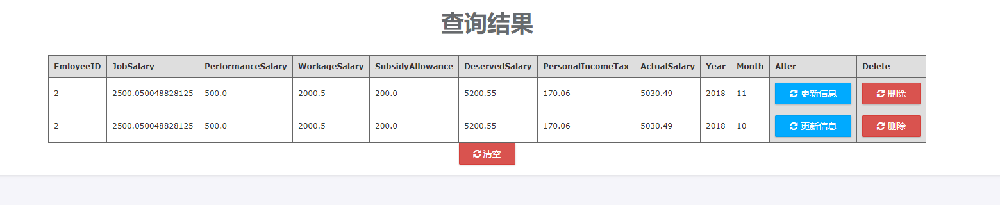 查询结果
EmloyeeID JobSalary PerformanceSalary WorkageSalary SubsidyAllowance DeservedSalary PersonalIncomeTax ActualSalary Year Month Alter Delete
2 2500.050048828125 500.0 2000.5 200.0 5200.55 170.06 5030.49 2018 11 更新信息 删除
2 2500.050048828125 500.0 2000.5 200.0 5200.55 170.06 5030.49 2018 10 更新信息 删除
清空